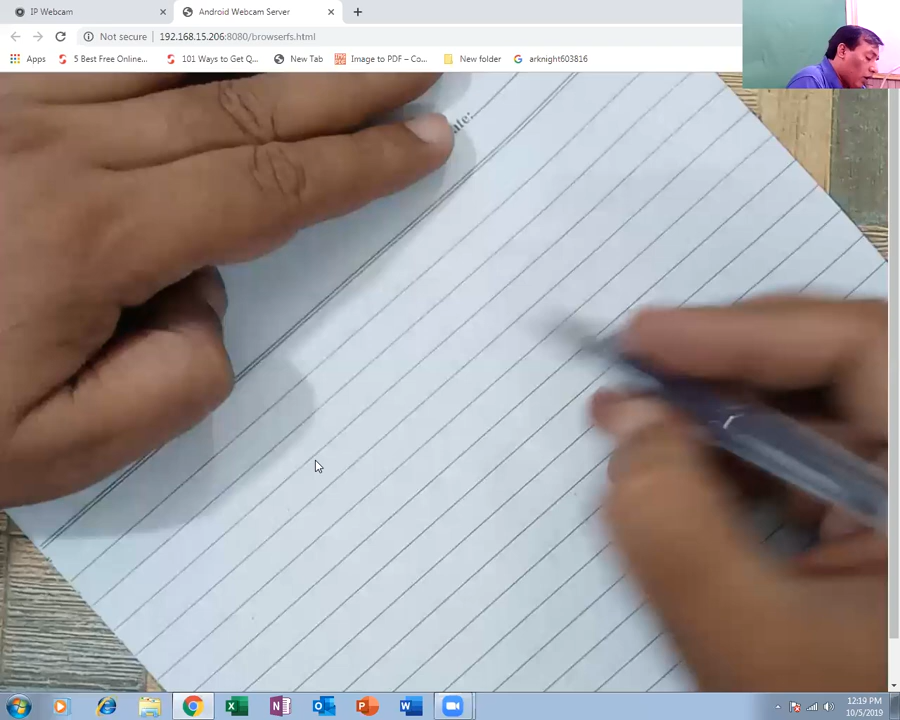 IP Webcam
Android Webcam Server
Not secure
192.168.15.206:8080/browserfs.html
Apps
5 Best Free Online...
101 Ways to Get Q...
New Tab
Image to PDF – C...
New folder
arknight603816
ate:
12:19 PM
10/5/2019